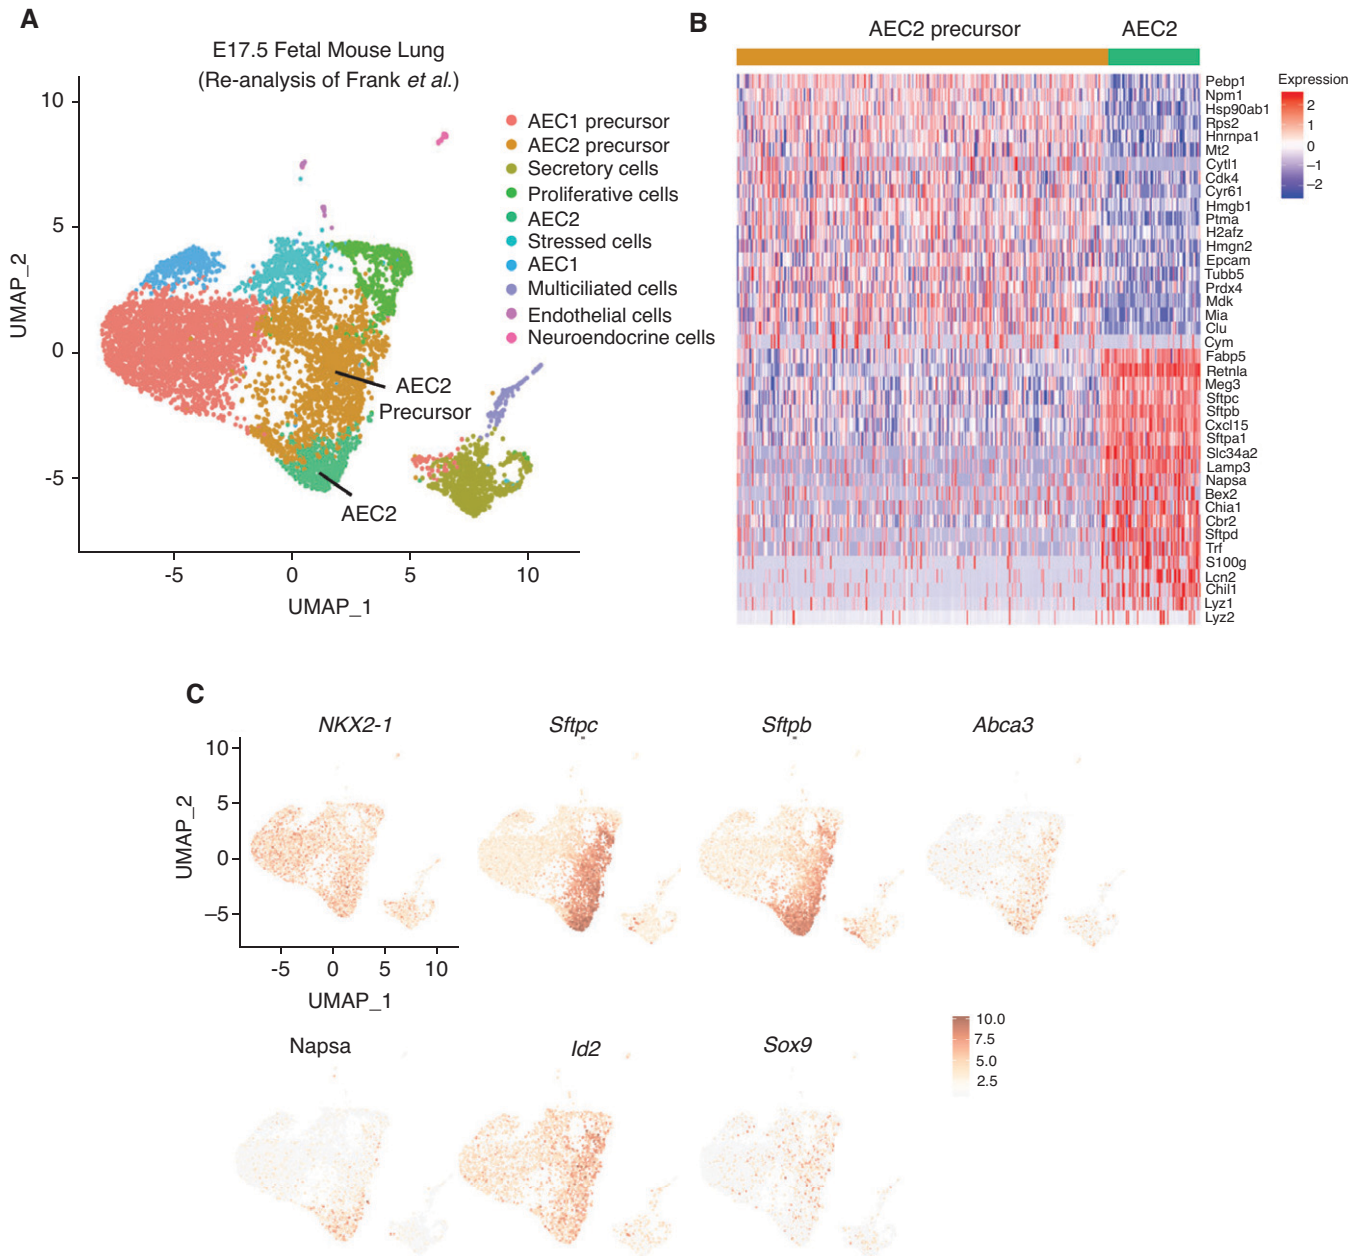 A
E17.5 Fetal Mouse Lung
(Re-analysis of Frank et al.)
10
5
0
-5
UMAP_2
-5
0
5
10
UMAP_1
AEC1 precursor
AEC2 precursor
Secretory cells
Proliferative cells
AEC2
Stressed cells
AEC1
Multiciliated cells
Endothelial cells
Neuroendocrine cells
AEC2
Precursor
AEC2
B
AEC2 precursor
AEC2
Pebp1
Npm1
Hsp90ab1
Rps2
Hnrnpa1
Mt2
Cytl1
Cdk4
Cyr61
Hmgb1
Ptma
H2afz
Hmgn2
Epcam
Tubb5
Prdx4
Mdk
Mia
Clu
Cym
Fabp5
Retnla
Meg3
Sftpc
Sftpb
Cxcl15
Sftpa1
Slc34a2
Lamp3
Napsa
Bex2
Chia1
Cbr2
Sftpd
Trf
S100g
Lcn2
Chil1
Lyz1
Lyz2
Expression
2
1
0
–1
–2
C
NKX2-1
Sftpc
Sftpb
Abca3
10
5
0
–5
UMAP_2
-5
0
5
10
UMAP_1
Napsa
Id2
Sox9
10.0
7.5
5.0
2.5